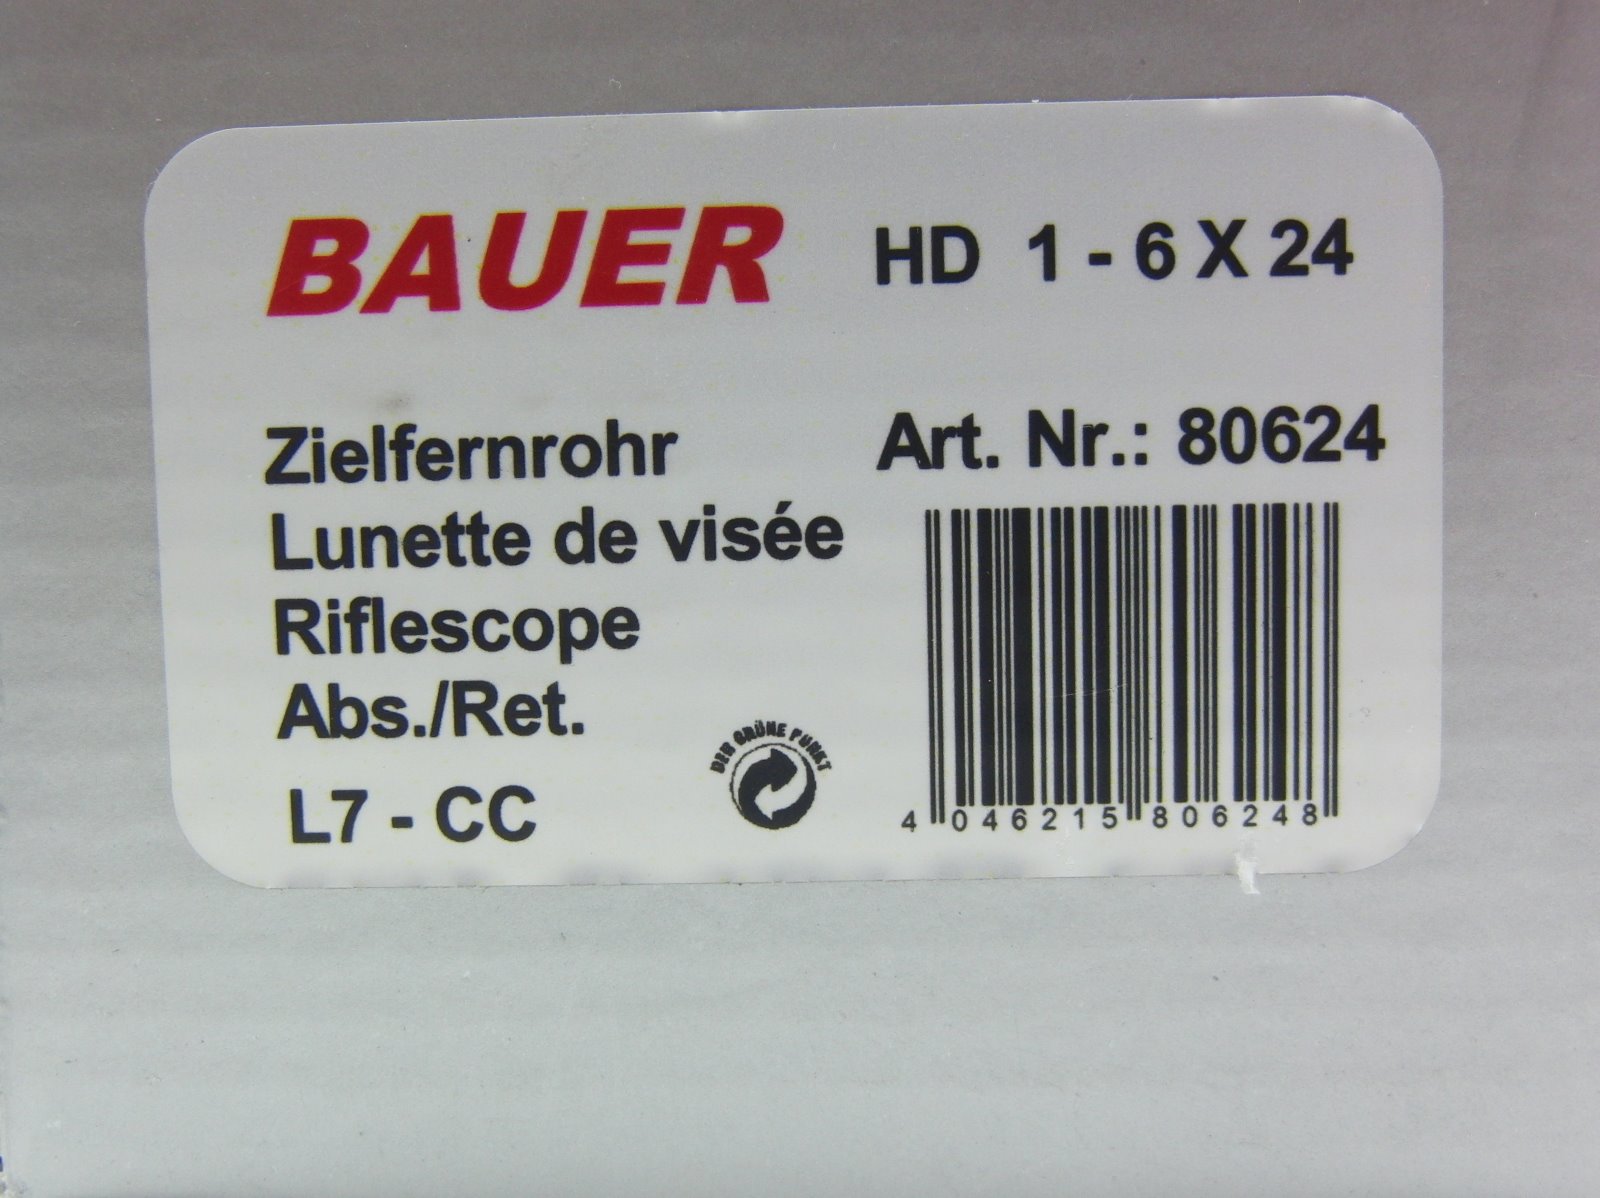 BAUER HD 1 - 6 X 24
Zielfernrohr
Lunette de visée
Riflescope
Abs./Ret.
L7 - CC
Art. Nr.: 80624
DER GRÜNE PUNKT
4 046215 806248